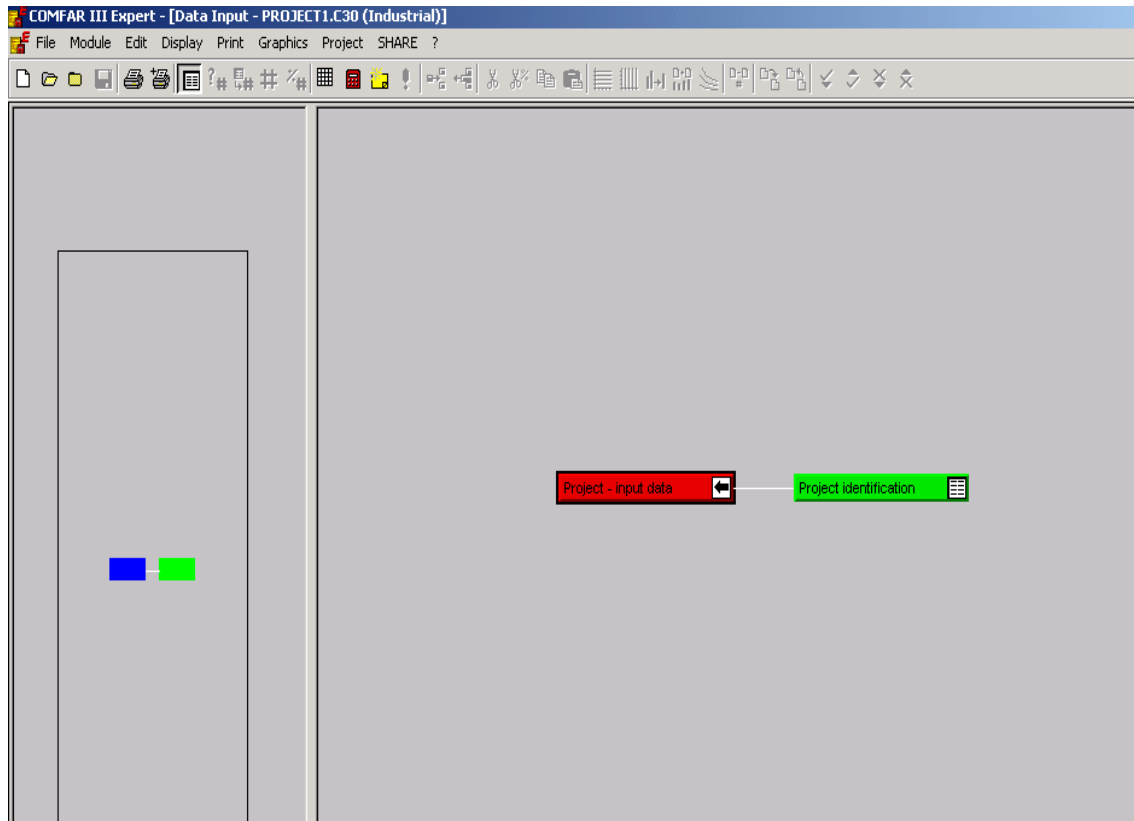 COMFAR III Expert - [Data Input - PROJECT1.C30 (Industrial)]
File Module Edit Display Print Graphics Project SHARE ?
Project - input data
Project identification